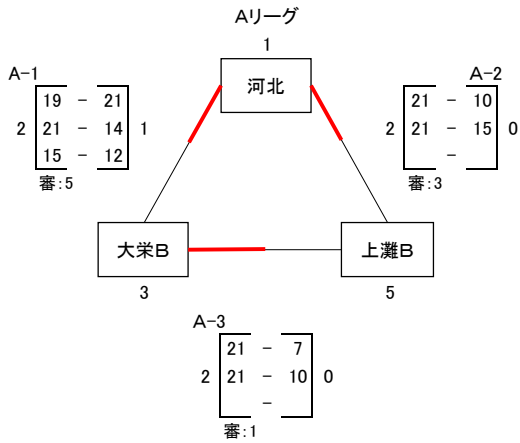 Aリーグ
1
A-1
19 - 21
2 21 - 14 1
15 - 12
審:5
河北
A-2
21 - 10
2 21 - 15 0
-
審:3
大栄B
3
上灘B
5
A-3
21 - 7
2 21 - 10 0
-
審:1